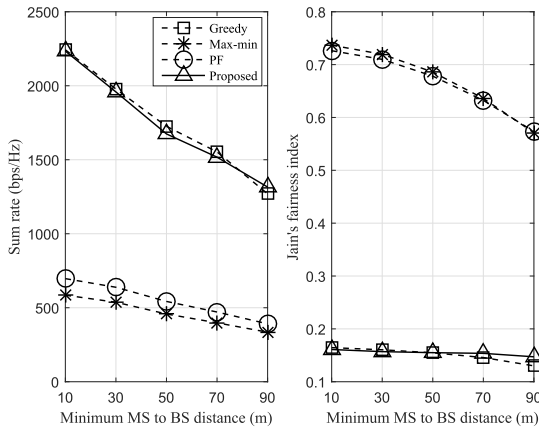 2500
2000
1500
1000
500
0
Sum rate (bps/Hz)
10 30 50 70 90
Minimum MS to BS distance (m)
Greedy
Max-min
PF
Proposed
0.8
0.7
0.6
0.5
0.4
0.3
0.2
0.1
Jain's fairness index
10 30 50 70 90
Minimum MS to BS distance (m)